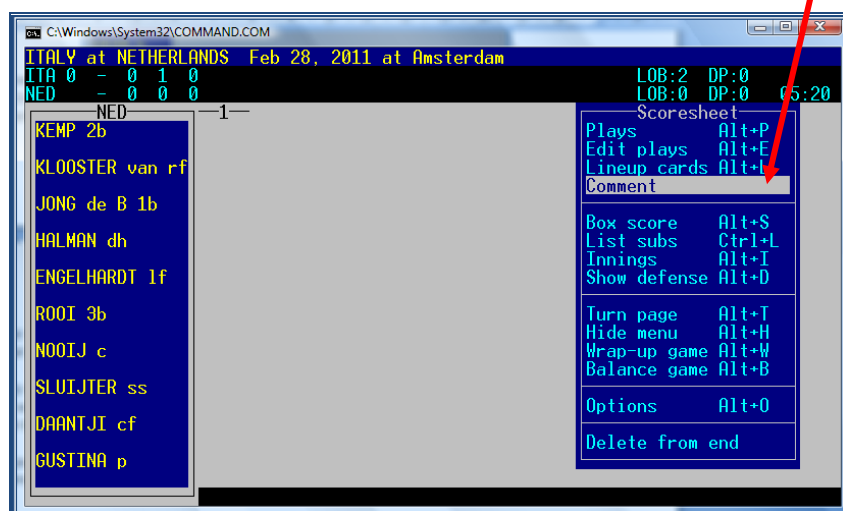 C:\Windows\System32\COMMAND.COM
ITALY at NETHERLANDS Feb 28, 2011 at Amsterdam
ITA 0 - 0 1 0 LOB:2 DP:0
NED - 0 0 0 LOB:0 DP:0 05:20
NED 1
KEMP 2b
KLOOSTER van rf
JONG de B 1b
HALMAN dh
ENGELHARDT lf
ROOI 3b
NOOIJ c
SLUIJTER ss
DAANTJI cf
GUSTINA p
Scoresheet
Plays Alt+P
Edit plays Alt+E
Lineup cards Alt+L
Comment
Box score Alt+S
List subs Ctrl+L
Innings Alt+I
Show defense Alt+D
Turn page Alt+T
Hide menu Alt+H
Wrap-up game Alt+W
Balance game Alt+B
Options Alt+O
Delete from end